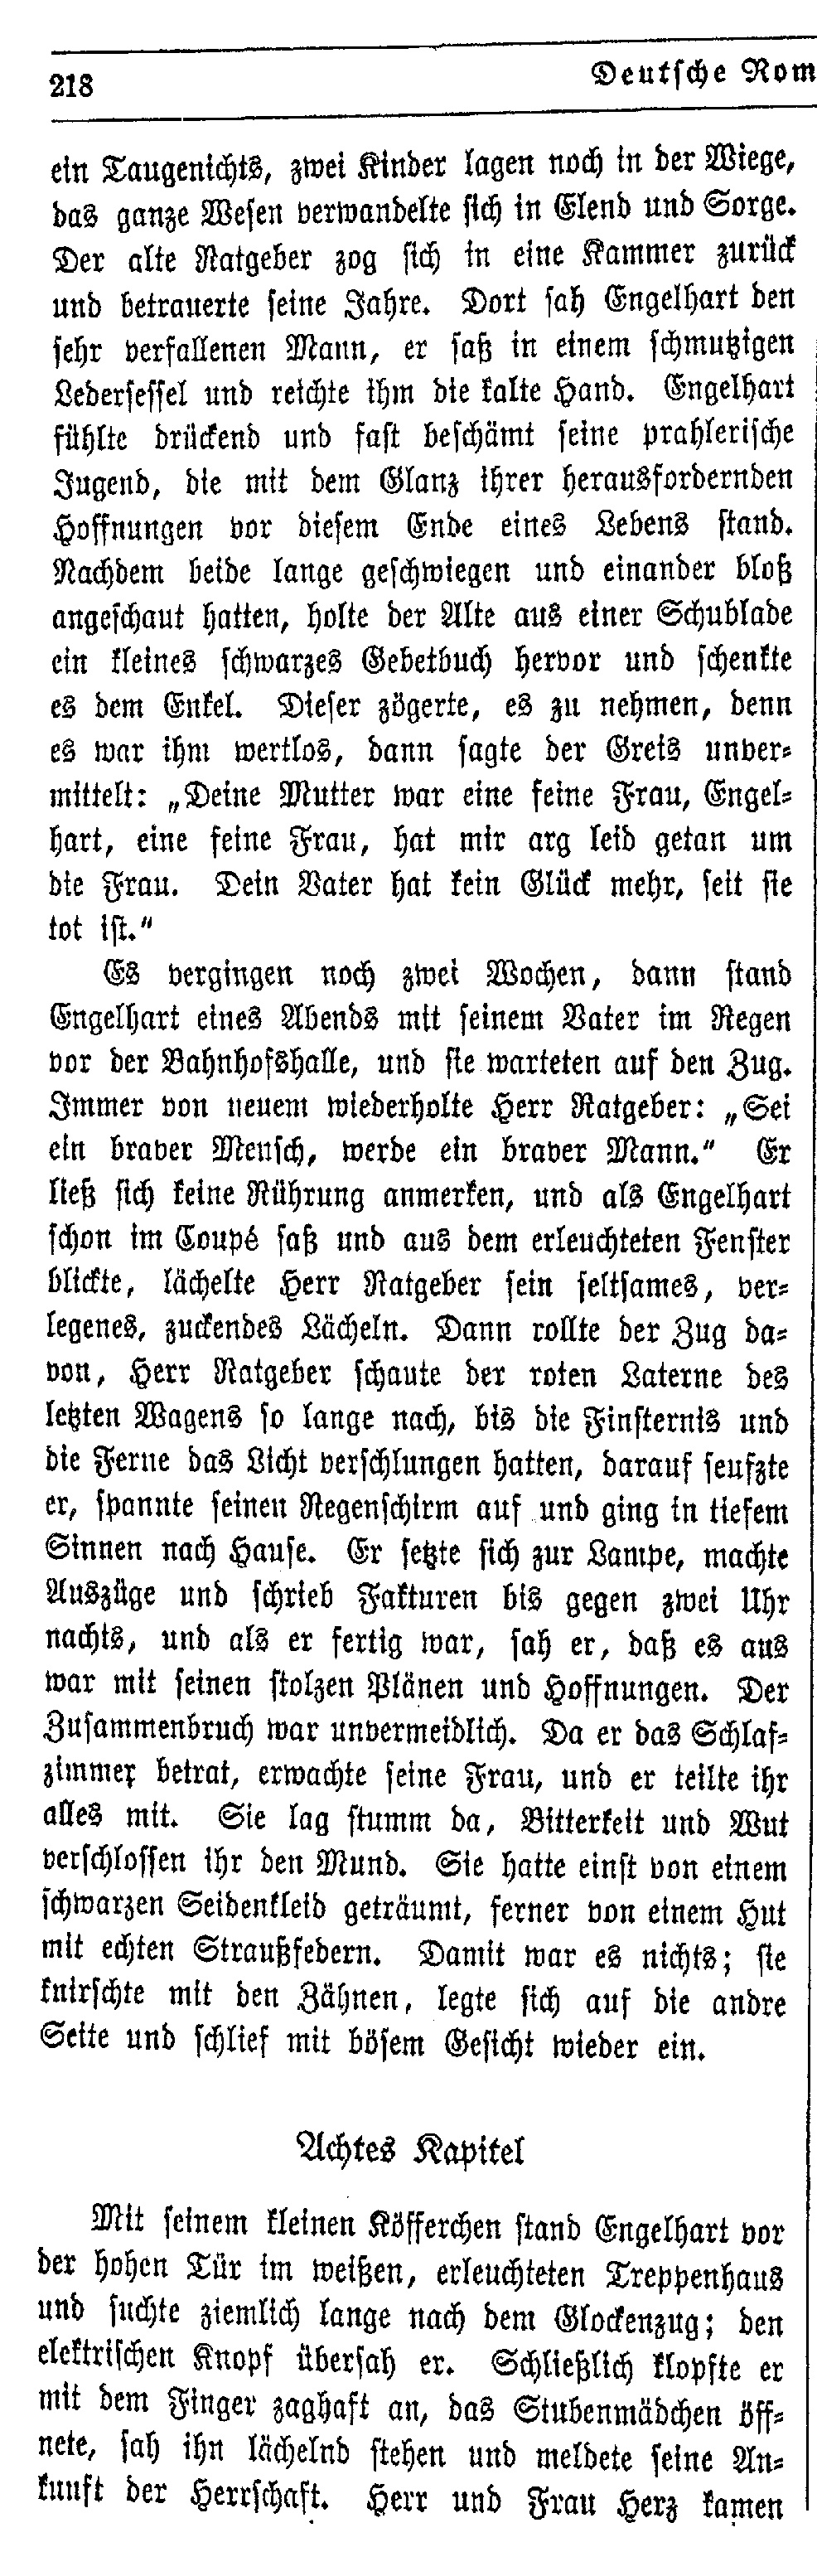 218
Deutsche Rom
ein Taugenichts, zwei Kinder lagen noch in der Wiege,
das ganze Wesen verwandelte sich in Elend und Sorge.
Der alte Ratgeber zog sich in eine Kammer zurück
und betrauerte seine Jahre. Dort sah Engelhart den
sehr verfallenen Mann, er saß in einem schmutzigen
Ledersessel und reichte ihm die kalte Hand. Engelhart
fühlte drückend und fast beschämt seine prahlerische
Jugend, die mit dem Glanz ihrer herausfordernden
Hoffnungen vor diesem Ende eines Lebens stand.
Nachdem beide lange geschwiegen und einander bloß
angeschaut hatten, holte der Alte aus einer Schublade
ein kleines schwarzes Gebetbuch hervor und schenkte
es dem Enkel. Dieser zögerte, es zu nehmen, denn
es war ihm wertlos, dann sagte der Greis unver-
mittelt: „Deine Mutter war eine feine Frau, Engel-
hart, eine feine Frau, hat mir arg leid getan um
die Frau. Dein Vater hat kein Glück mehr, seit sie
tot ist.“
Es vergingen noch zwei Wochen, dann stand
Engelhart eines Abends mit seinem Vater im Regen
vor der Bahnhofshalle, und sie warteten auf den Zug.
Immer von neuem wiederholte Herr Ratgeber: „Sei
ein braver Mensch, werde ein braver Mann.“ Er
ließ sich keine Rührung anmerken, und als Engelhart
schon im Coupé saß und aus dem erleuchteten Fenster
blickte, lächelte Herr Ratgeber sein seltsames, ver-
legenes, zuckendes Lächeln. Dann rollte der Zug da-
von, Herr Ratgeber schaute der roten Laterne des
letzten Wagens so lange nach, bis die Finsternis und
die Ferne das Licht verschlungen hatten, darauf seufzte
er, spannte seinen Regenschirm auf und ging in tiefem
Sinnen nach Hause. Er setzte sich zur Lampe, machte
Auszüge und schrieb Fakturen bis gegen zwei Uhr
nachts, und als er fertig war, sah er, daß es aus
war mit seinen stolzen Plänen und Hoffnungen. Der
Zusammenbruch war unvermeidlich. Da er das Schlaf-
zimmer betrat, erwachte seine Frau, und er teilte ihr
alles mit. Sie lag stumm da, Bitterkeit und Wut
verschlossen ihr den Mund. Sie hatte einst von einem
schwarzen Seidenkleid geträumt, ferner von einem Hut
mit echten Straußfedern. Damit war es nichts; sie
knirschte mit den Zähnen, legte sich auf die andre
Seite und schlief mit bösem Gesicht wieder ein.
Achtes Kapitel
Mit seinem kleinen Köfferchen stand Engelhart vor
der hohen Tür im weißen, erleuchteten Treppenhaus
und suchte ziemlich lange nach dem Glockenzug; den
elektrischen Knopf übersah er. Schließlich klopfte er
mit dem Finger zaghaft an, das Stubenmädchen öff-
nete, sah ihn lächelnd stehen und meldete seine An-
kunft der Herrschaft. Herr und Frau Herz kamen